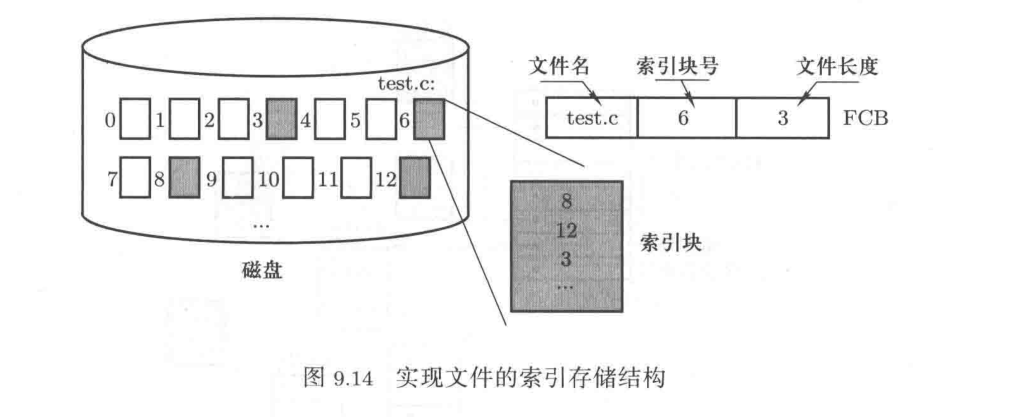 test.c:
0 1 2 3 4 5 6
7 8 9 10 11 12
...
磁盘
文件名 索引块号 文件长度
test.c 6 3 FCB
8
12
3
...
索引块
图 9.14 实现文件的索引存储结构